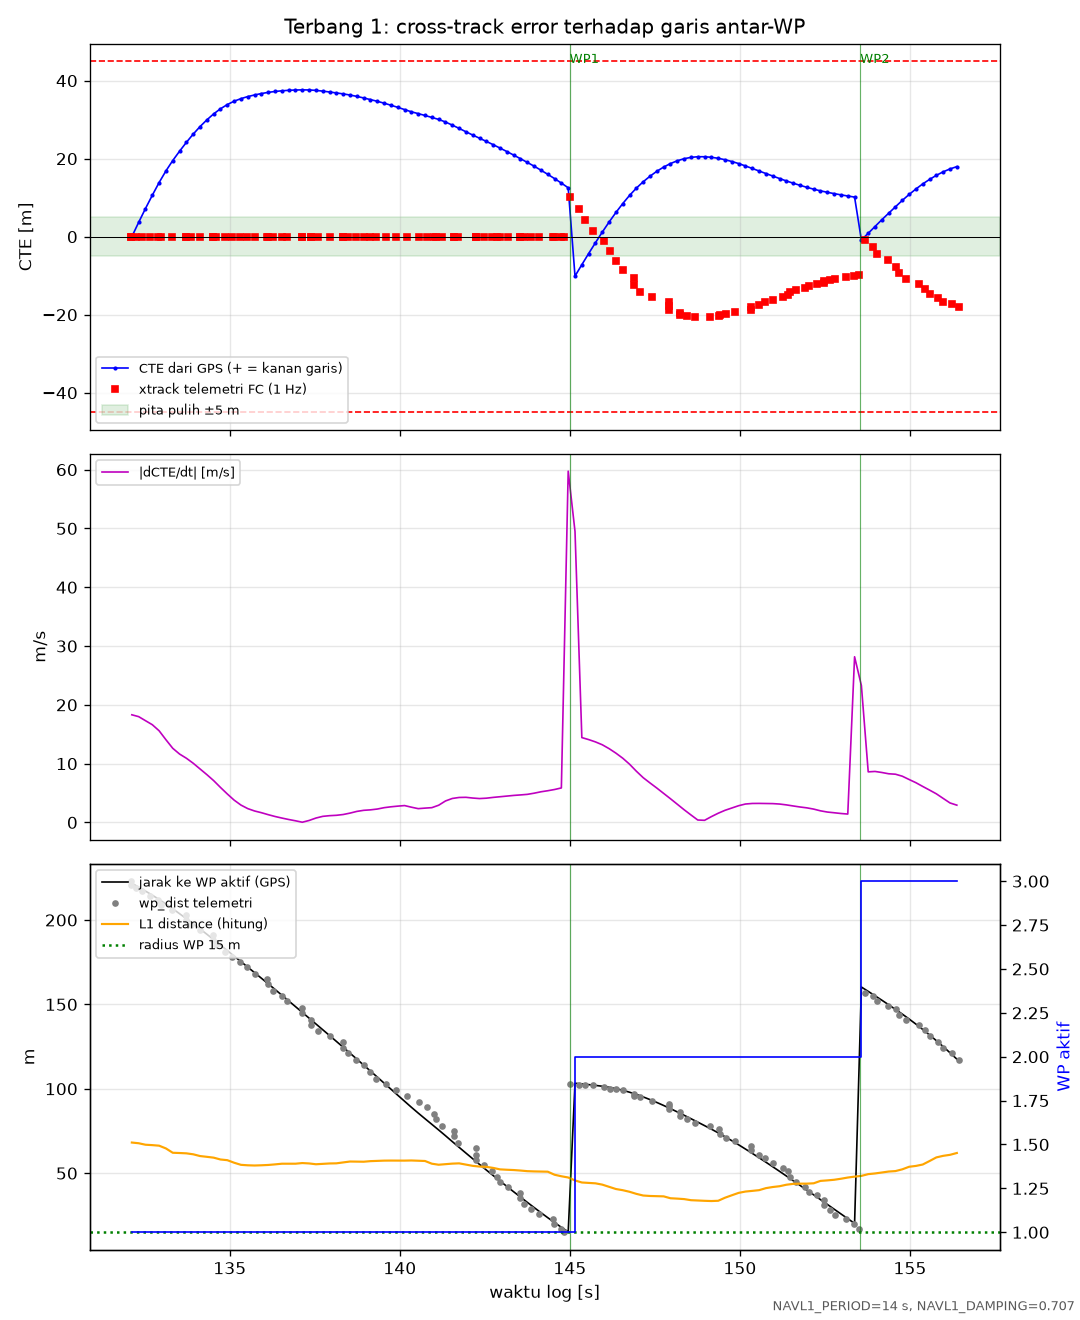 Terbang 1: cross-track error terhadap garis antar-WP
WP1
WP2
40
20
0
−20
−40
CTE [m]
CTE dari GPS (+ = kanan garis)
xtrack telemetri FC (1 Hz)
pita pulih ±5 m
|dCTE/dt| [m/s]
60
50
40
30
20
10
0
m/s
jarak ke WP aktif (GPS)
wp_dist telemetri
L1 distance (hitung)
radius WP 15 m
200
150
100
50
m
3.00
2.75
2.50
2.25
2.00
1.75
1.50
1.25
1.00
WP aktif
135
140
145
150
155
waktu log [s]
NAVL1_PERIOD=14 s, NAVL1_DAMPING=0.707